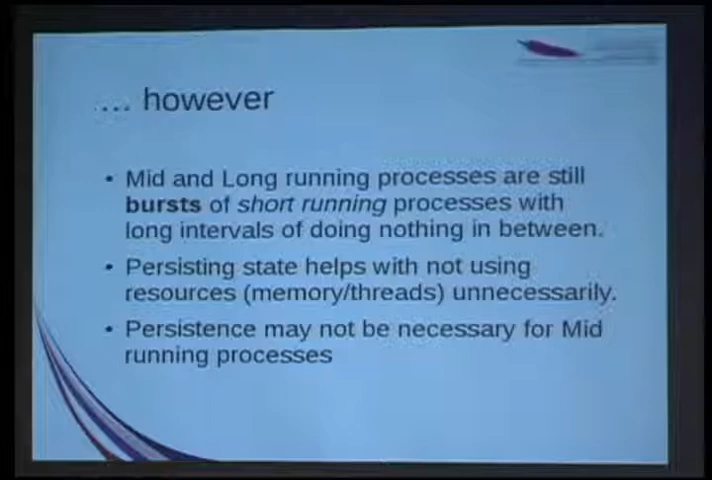 .... however
• Mid and Long running processes are still
bursts of short running processes with
long intervals of doing nothing in between.
• Persisting state helps with not using
resources (memory/threads) unnecessarily.
• Persistence may not be necessary for Mid
running processes